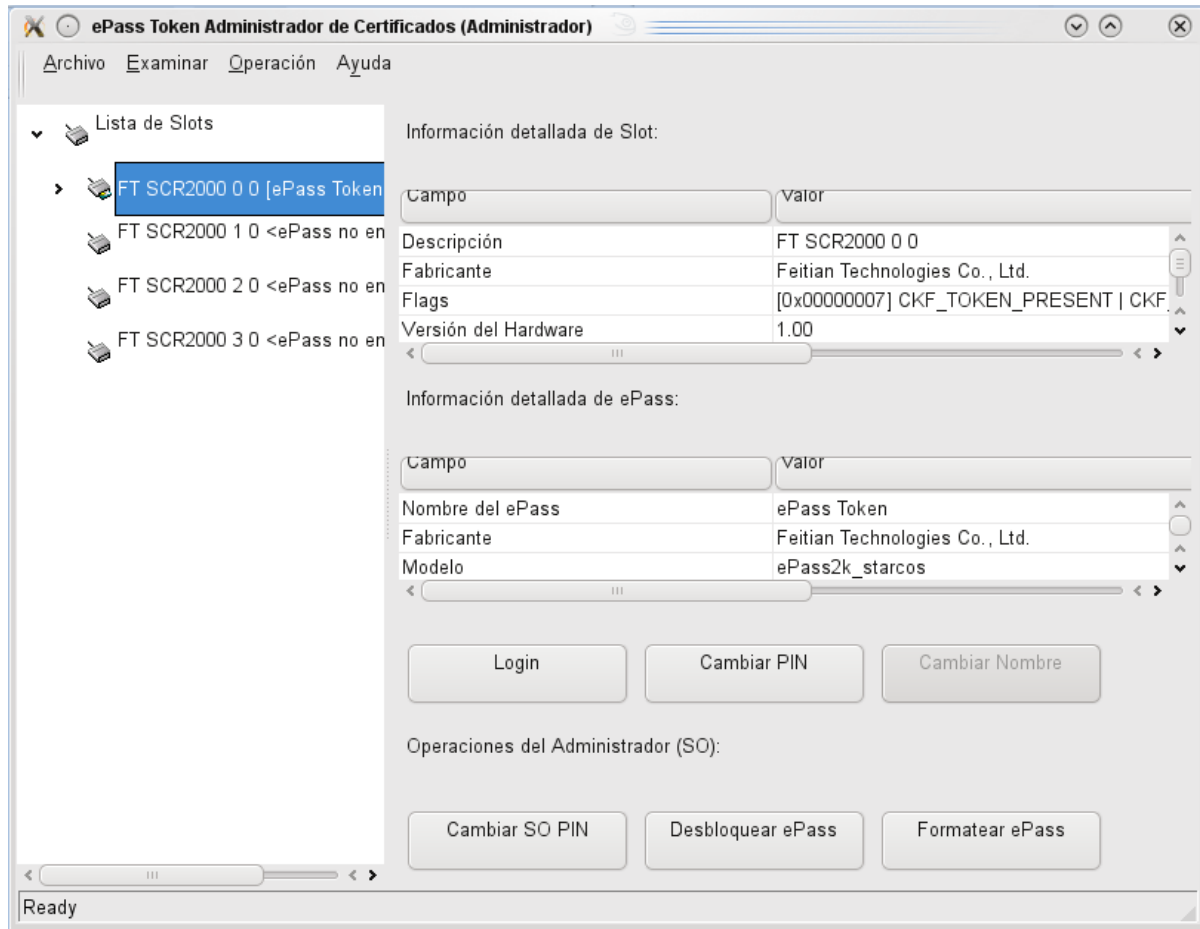 ePass Token Administrador de Certificados (Administrador)
Archivo Examinar Operación Ayuda
Lista de Slots
FT SCR2000 0 0 [ePass Token
FT SCR2000 1 0 <ePass no en
FT SCR2000 2 0 <ePass no en
FT SCR2000 3 0 <ePass no en
Información detallada de Slot:
Campo Valor
Descripción FT SCR2000 0 0
Fabricante Feitian Technologies Co., Ltd.
Flags [0x00000007] CKF_TOKEN_PRESENT | CKF_
Versión del Hardware 1.00
Información detallada de ePass:
Campo Valor
Nombre del ePass ePass Token
Fabricante Feitian Technologies Co., Ltd.
Modelo ePass2k_starcos
Login Cambiar PIN Cambiar Nombre
Operaciones del Administrador (SO):
Cambiar SO PIN Desbloquear ePass Formatear ePass
Ready